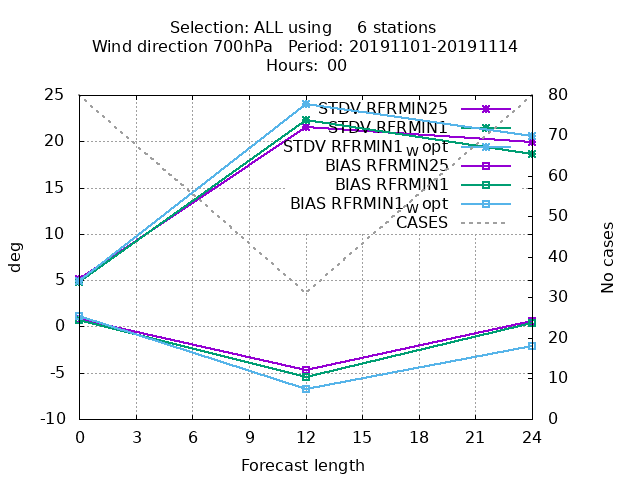 Selection: ALL using     6 stations
Wind direction 700hPa   Period: 20191101-20191114
Hours: 00
25
20
15
10
5
0
-5
-10
deg
STDV RFRMIN25
STDV RFRMIN1
STDV RFRMIN1_w opt
BIAS RFRMIN25
BIAS RFRMIN1
BIAS RFRMIN1_w opt
CASES
80
70
60
50
40
30
20
10
0
No cases
0 3 6 9 12 15 18 21 24
Forecast length